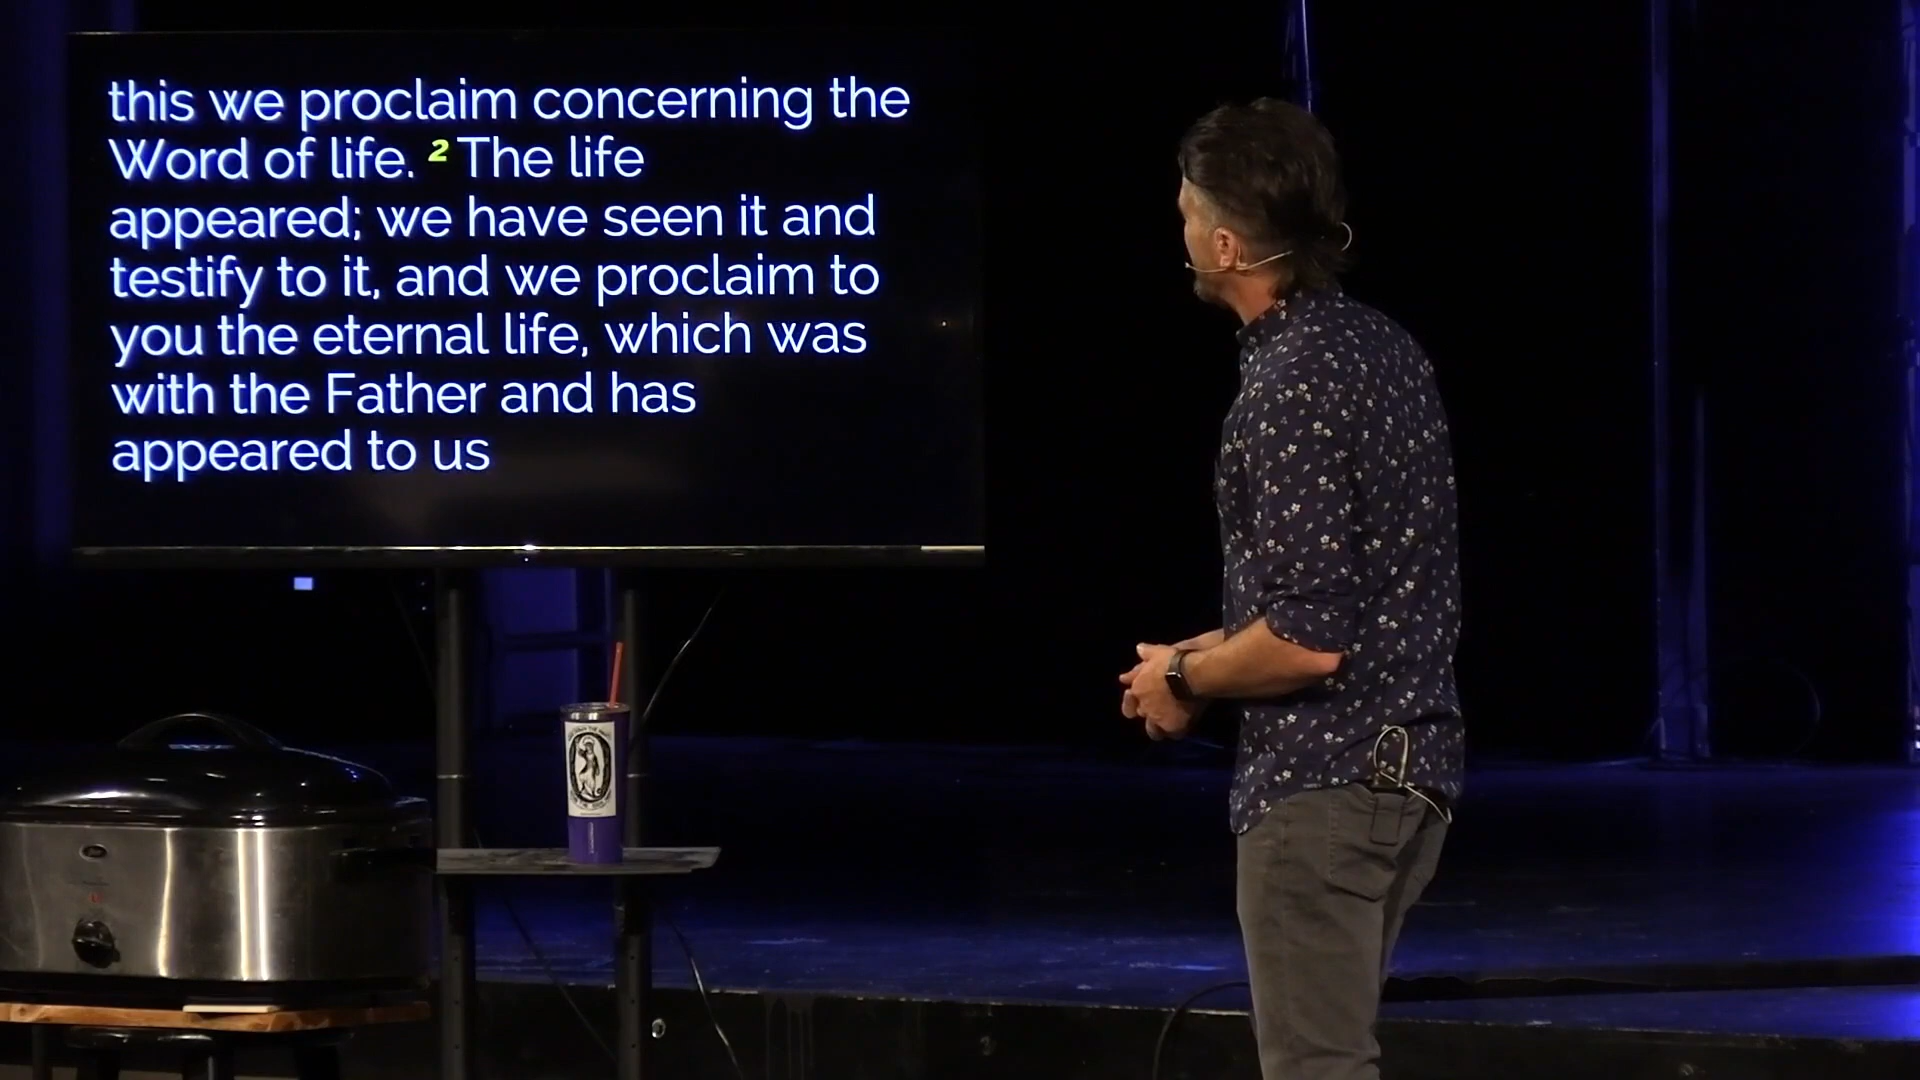 this we proclaim concerning the
Word of life. ² The life
appeared; we have seen it and
testify to it, and we proclaim to
you the eternal life, which was
with the Father and has
appeared to us